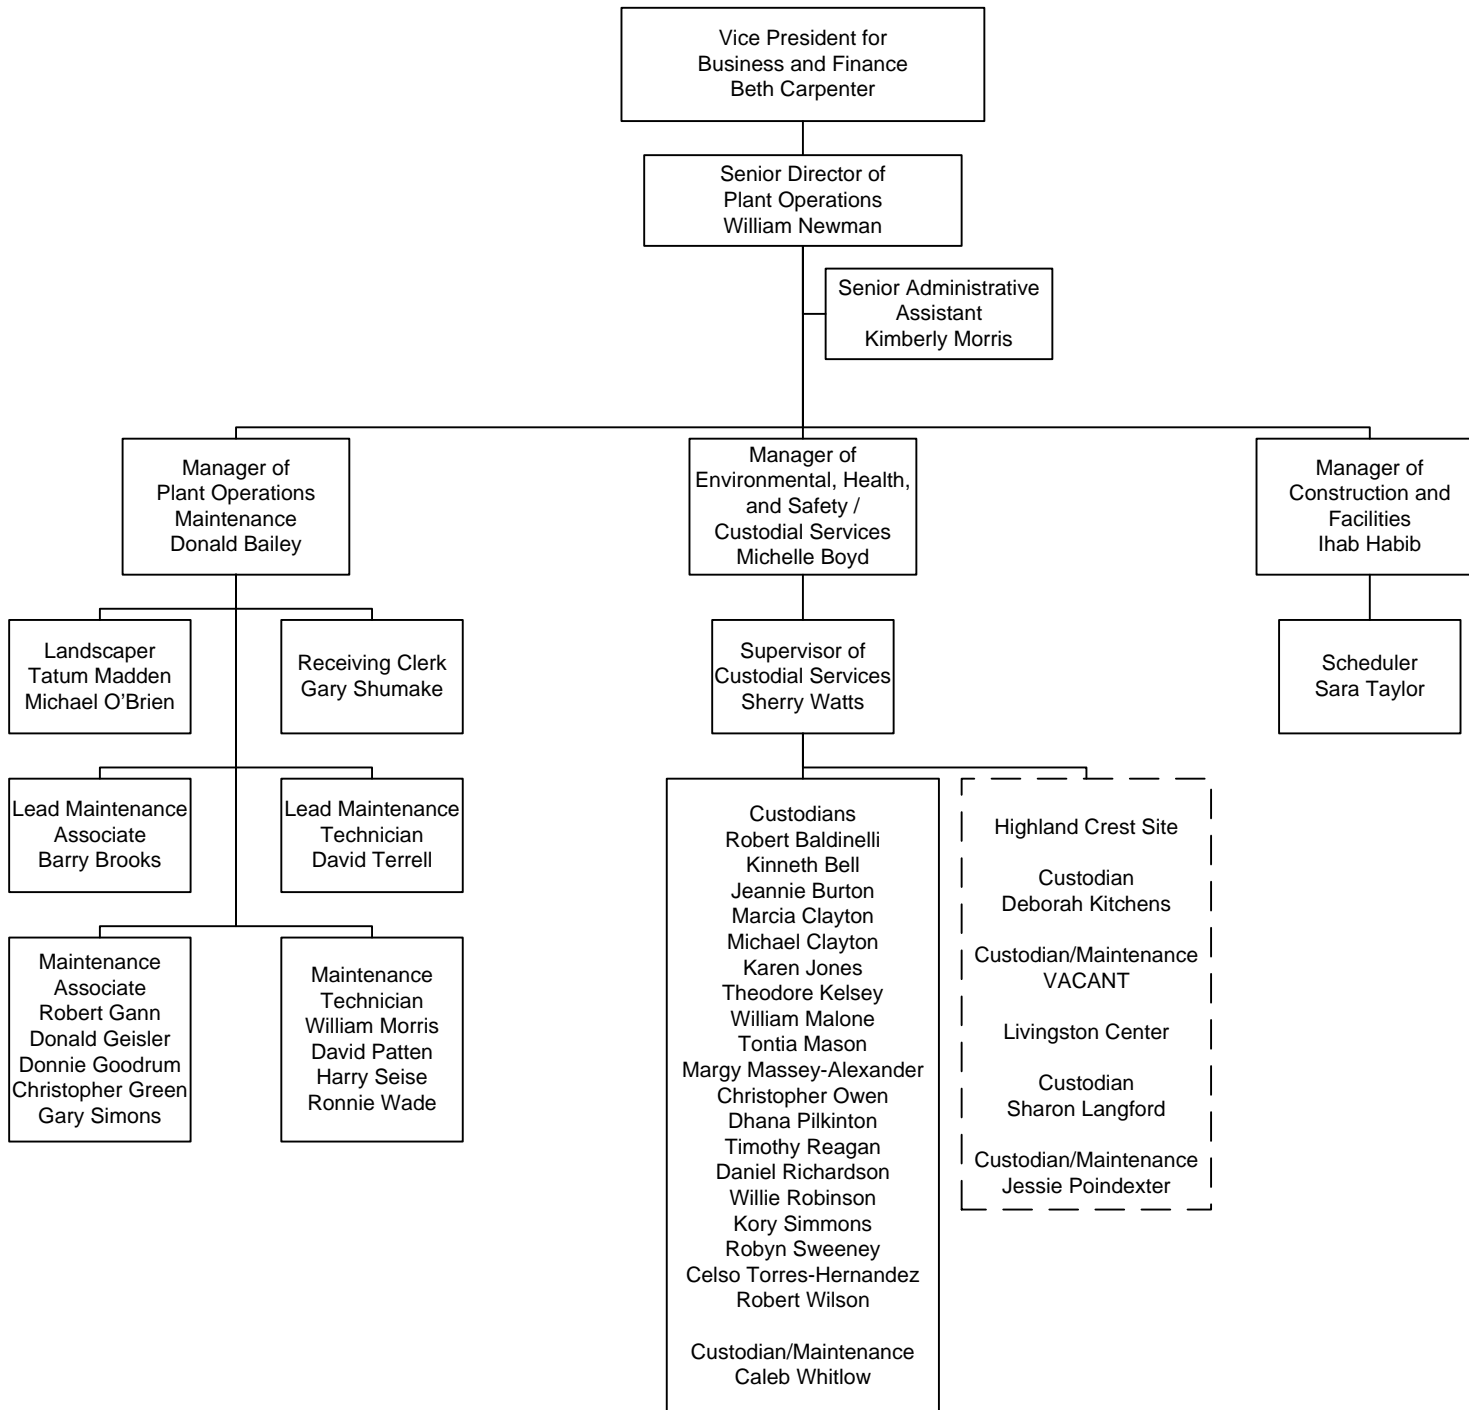 Vice President for
Business and Finance
Beth Carpenter
Senior Director of
Plant Operations
William Newman
Senior Administrative
Assistant
Kimberly Morris
Manager of
Plant Operations
Maintenance
Donald Bailey
Manager of
Environmental, Health,
and Safety /
Custodial Services
Michelle Boyd
Manager of
Construction and
Facilities
Ihab Habib
Landscaper
Tatum Madden
Michael O’Brien
Receiving Clerk
Gary Shumake
Supervisor of
Custodial Services
Sherry Watts
Scheduler
Sara Taylor
Lead Maintenance
Associate
Barry Brooks
Lead Maintenance
Technician
David Terrell
Maintenance
Associate
Robert Gann
Donald Geisler
Donnie Goodrum
Christopher Green
Gary Simons
Maintenance
Technician
William Morris
David Patten
Harry Seise
Ronnie Wade
Custodians
Robert Baldinelli
Kinneth Bell
Jeannie Burton
Marcia Clayton
Michael Clayton
Karen Jones
Theodore Kelsey
William Malone
Tontia Mason
Margy Massey-Alexander
Christopher Owen
Dhana Pilkinton
Timothy Reagan
Daniel Richardson
Willie Robinson
Kory Simmons
Robyn Sweeney
Celso Torres-Hernandez
Robert Wilson
Custodian/Maintenance
Caleb Whitlow
Highland Crest Site
Custodian
Deborah Kitchens
Custodian/Maintenance
VACANT
Livingston Center
Custodian
Sharon Langford
Custodian/Maintenance
Jessie Poindexter